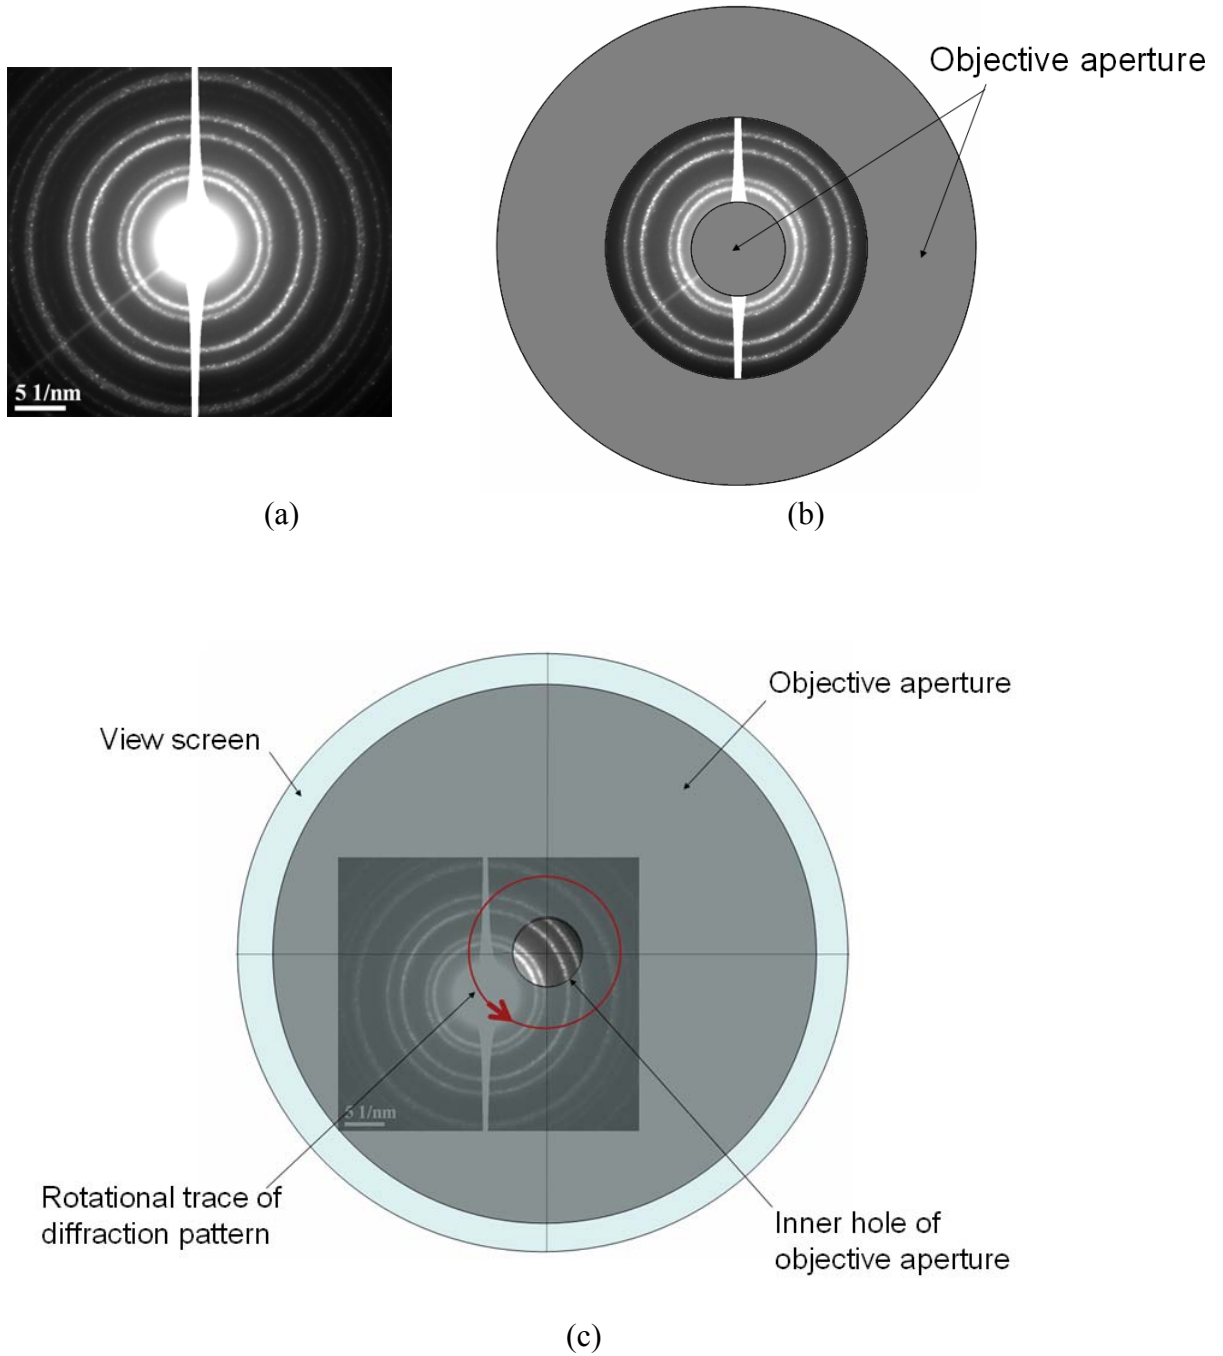 Objective aperture
5 1/nm
(a)
(b)
Objective aperture
View screen
5 1/nm
Rotational trace of
diffraction pattern
Inner hole of
objective aperture
(c)